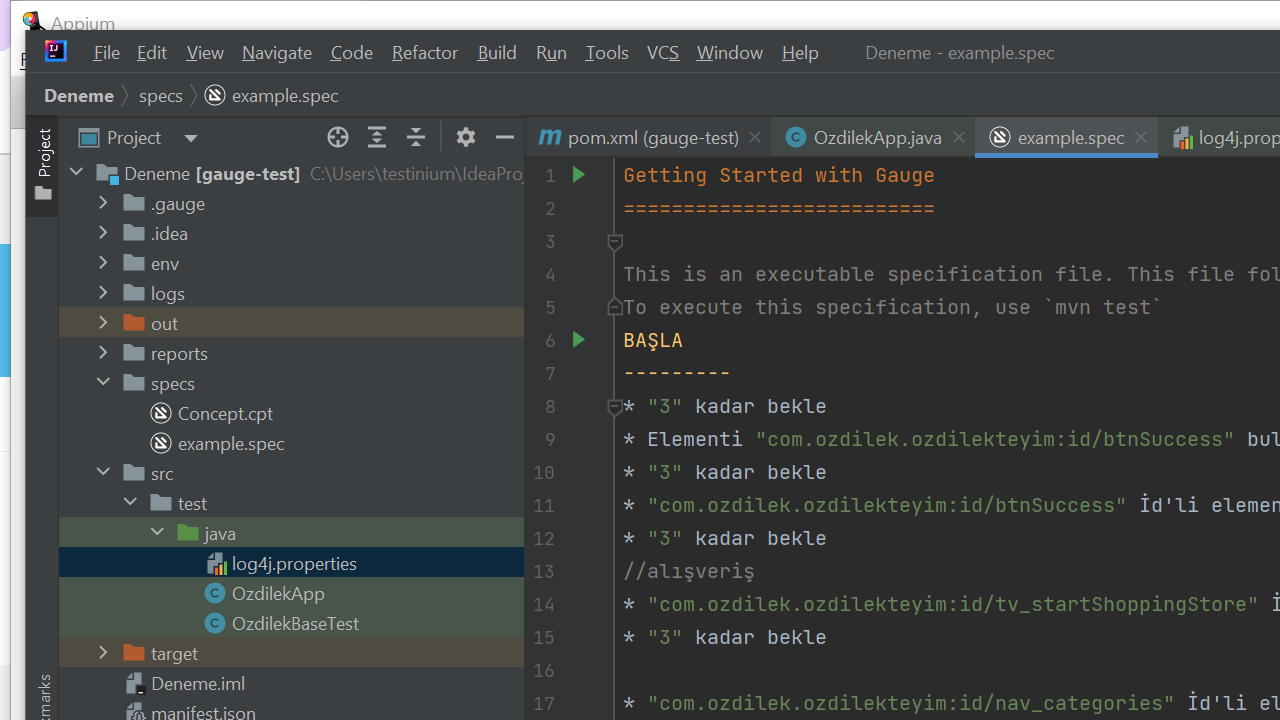 Appium
File Edit View Navigate Code Refactor Build Run Tools VCS Window Help Deneme - example.spec
Deneme specs example.spec
Project
Project
pom.xml (gauge-test) OzdilekApp.java example.spec log4j.prop
Deneme [gauge-test] C:\Users\testinium\IdeaPro
.gauge
.idea
env
logs
out
reports
specs
Concept.cpt
example.spec
src
test
java
log4j.properties
OzdilekApp
OzdilekBaseTest
target
Deneme.iml
manifest.json
kmarks
1 Getting Started with Gauge
2 ==========================
3
4 This is an executable specification file. This file fol
5 To execute this specification, use `mvn test`
6 BAŞLA
7 ---------
8 * "3" kadar bekle
9 * Elementi "com.ozdilek.ozdilekteyim:id/btnSuccess" bul
10 * "3" kadar bekle
11 * "com.ozdilek.ozdilekteyim:id/btnSuccess" İd'li elemen
12 * "3" kadar bekle
13 //alışveriş
14 * "com.ozdilek.ozdilekteyim:id/tv_startShoppingStore" İ
15 * "3" kadar bekle
16
17 * "com.ozdilek.ozdilekteyim:id/nav_categories" İd'li el